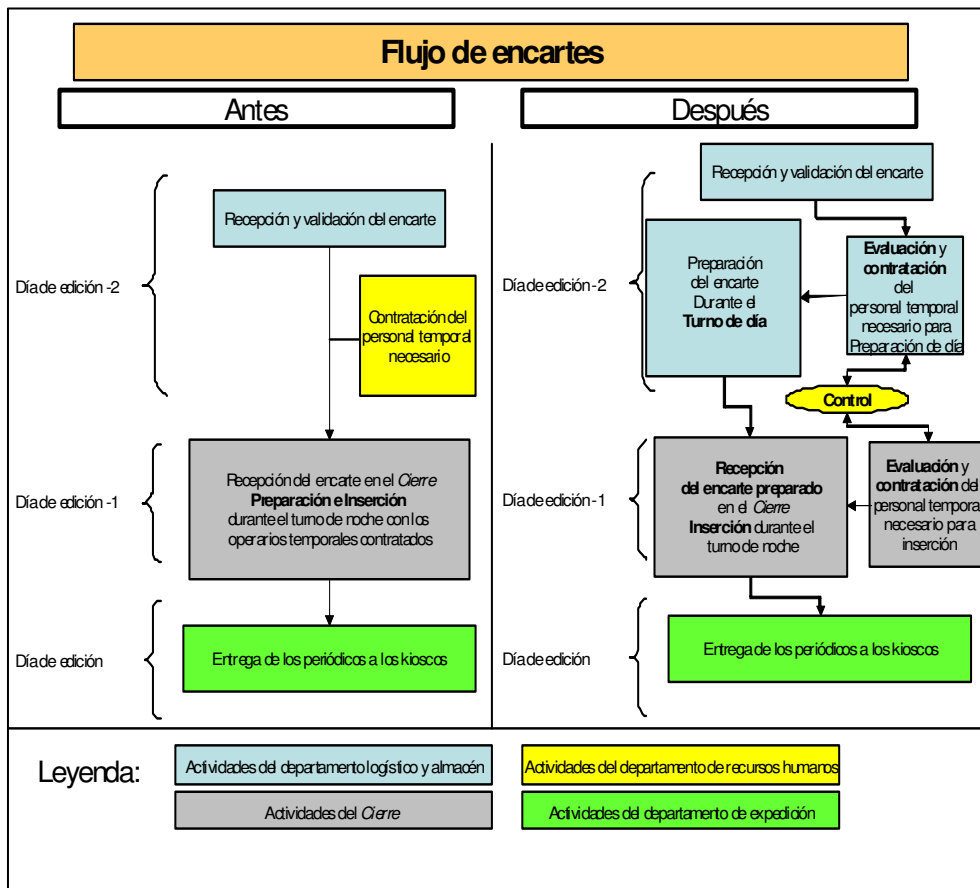 Flujo de encartes
Antes
Después
Día de edición -2
Recepción y validación del encarte
Contratación del
personal temporal
necesario
Día de edición -1
Recepción del encarte en el Cierre
Preparación e Inserción
durante el turno de noche con los
operarios temporales contratados
Día de edición
Entrega de los periódicos a los kioscos
Recepción y validación del encarte
Día de edición -2
Preparación
del encarte
Durante el
Turno de día
Evaluación y
contratación
del
personal temporal
necesario para
Preparación de día
Control
Día de edición -1
Recepción
del encarte preparado
en el Cierre
Inserción durante el
turno de noche
Evaluación y
contratación del
personal tempora
necesario para
inserción
Día de edición
Entrega de los periódicos a los kioscos
Leyenda:
Actividades del departamento logístico y almacén
Actividades del departamento de recursos humanos
Actividades del Cierre
Actividades del departamento de expedición